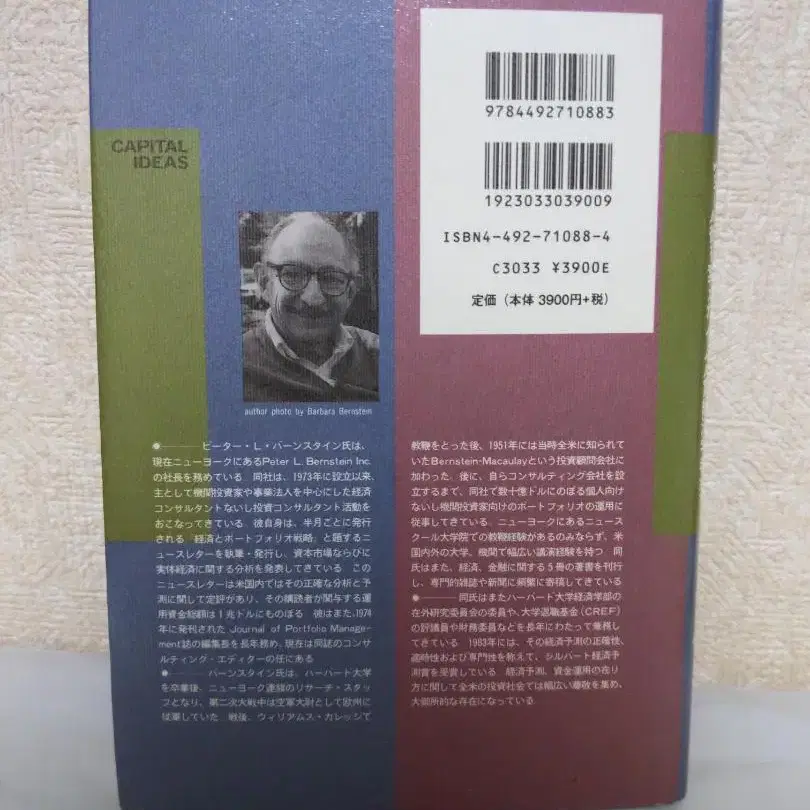 CAPITAL
IDEAS
9784492710883
1923033039009
ISBN4-492-71088-4
C3033 ¥3900E
定価（本体 3900円+税）
author photo by Barbara Bernstein
●———ピーター・L・バーンスタイン氏は、
現在ニューヨークにあるPeter L. Bernstein Inc.
の社長を務めている 同社は、1973年に設立以来、
主として機関投資家や事業法人を中心にした経済
コンサルタントないし投資コンサルタント活動を
おこなってきている 彼自身は、半月ごとに発行
される「経済とポートフォリオ戦略」と題するニ
ュースレターを執筆・発行し、資本市場ならびに
実体経済に関する分析を発表してきている この
ニュースレターは米国内ではその正確な分析と予
測に関して定評があり、その購読者が関与する運
用資金総額は1兆ドルにものぼる 彼はまた、1974
年に発刊された Journal of Portfolio Manage-
ment誌の編集長を長年務め、現在は同誌のコンサ
ルティング・エディターの任にある
●———バーンスタイン氏は、ハーバード大学
を卒業後、ニューヨーク連銀のリサーチ・スタッ
フとなり、第二次大戦中は空軍大尉として欧州に
従軍していた 戦後、ウィリアムス・カレッジで
教鞭をとった後、1951年には当時全米に知られて
いたBernstein-Macaulayという投資顧問会社に
加わった 後に、自らコンサルティング会社を設
立するまで、同社で数十億ドルにのぼる個人向け
ないし機関投資家向けのポートフォリオの運用に
従事してきている。ニューヨークにあるニュース
クール大学院での教鞭経験があるのみならず、米
国内外の大学、機関で幅広い講演経験を持つ 同
氏はまた、経済、金融に関する5冊の著書を刊行
し、専門的雑誌や新聞に頻繁に寄稿してきている
●———同氏はまたハーバード大学経済学部の
在外研究委員会の委員や、大学退職基金(CREF)
の評議員や財務委員などを長年にわたって兼務し
てきている 1983年には、その経済予測の正確性、
適時性および専門性を称えて、シルバート経済予
測賞を受賞している 経済予測、資金運用の在り
方に関して全米の投資社会では幅広い尊敬を集め、
大御所的な存在になっている